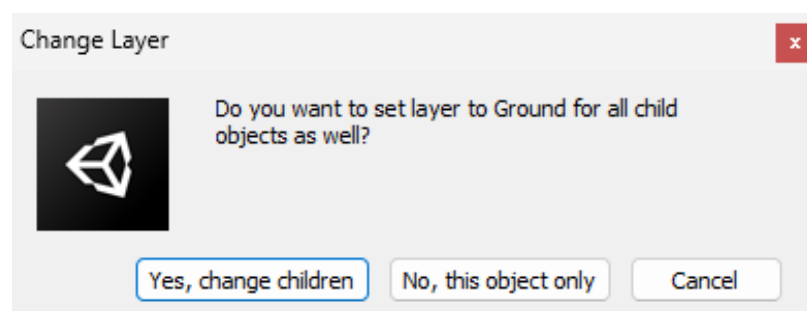 Change Layer
x
Do you want to set layer to Ground for all child
objects as well?
Yes, change children
No, this object only
Cancel